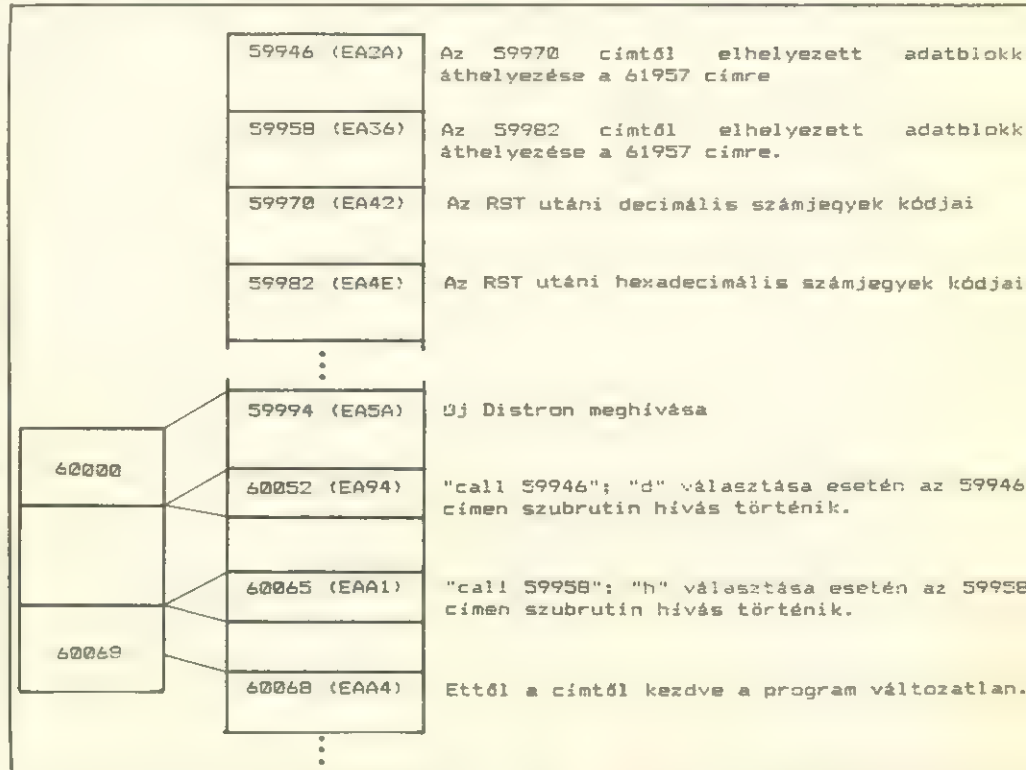 59946 (EA2A) Az 59970 címtől elhelyezett adatblokk
áthelyezése a 61957 címre
59958 (EA36) Az 59982 címtől elhelyezett adatblokk
áthelyezése a 61957 címre.
59970 (EA42) Az RST utáni decimális számjegyek kódjai
59982 (EA4E) Az RST utáni hexadecimális számjegyek kódjai
59994 (EA5A) Új Distron meghívása
60000
60052 (EA94) "call 59946"; "d" választása esetén az 59946
címen szubrutin hívás történik.
60065 (EAA1) "call 59958": "h" választása esetén az 59958
címen szubrutin hívás történik.
60068
60068 (EAA4) Ettől a címtől kezdve a program változatlan.